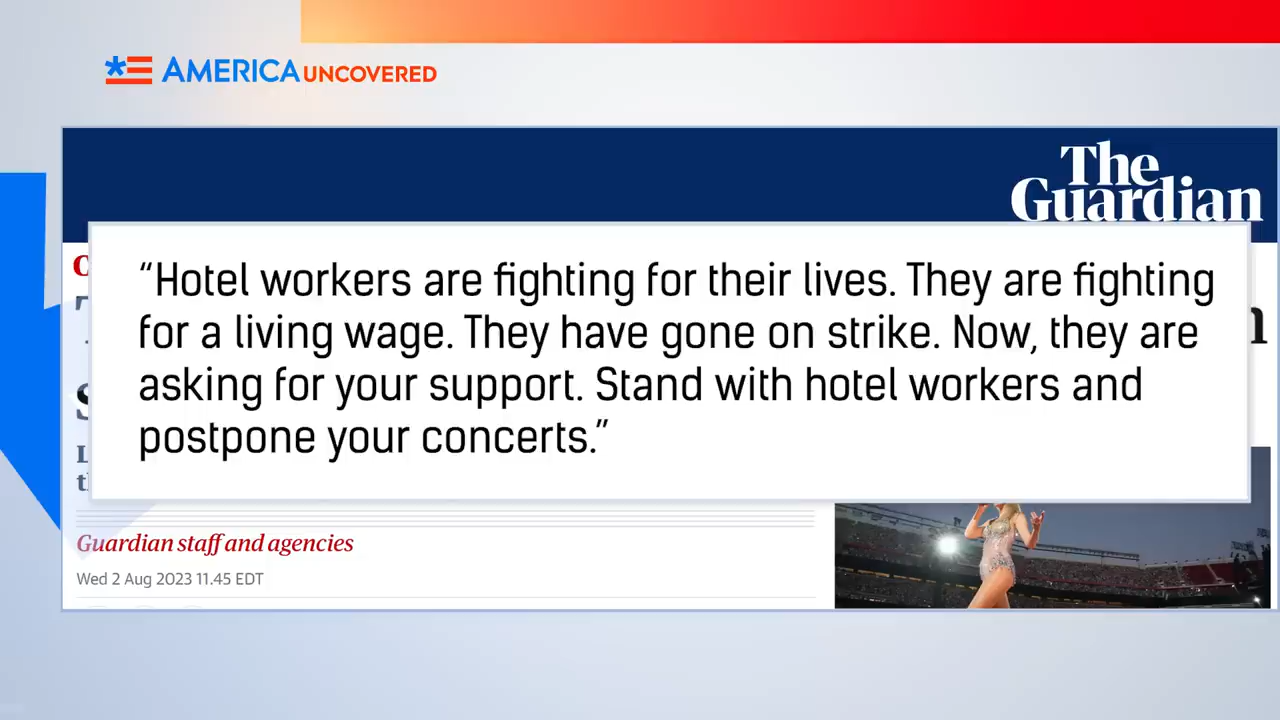 AMERICA UNCOVERED
The
Guardian
“Hotel workers are fighting for their lives. They are fighting
for a living wage. They have gone on strike. Now, they are
asking for your support. Stand with hotel workers and
postpone your concerts.”
Guardian staff and agencies
Wed 2 Aug 2023 11.45 EDT